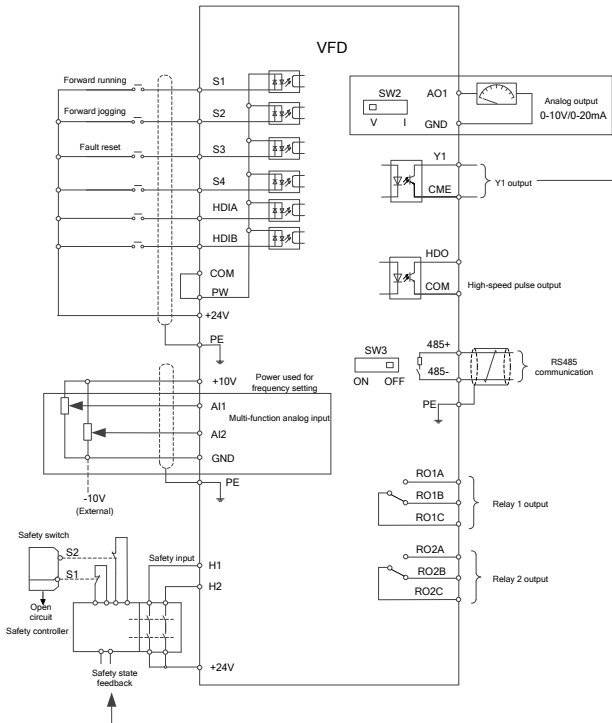 VFD
Forward running
S1
Forward jogging
S2
Fault reset
S3
S4
HDIA
HDIB
COM
PW
+24V
PE
SW2
V I
AO1
GND
Analog output
0-10V/0-20mA
Y1
CME
Y1 output
HDO
COM
High-speed pulse output
SW3
ON OFF
485+
485-
PE
RS485
communication
+10V
Power used for
frequency setting
AI1
Multi-function analog input
AI2
GND
PE
-10V
(External)
RO1A
RO1B
RO1C
Relay 1 output
RO2A
RO2B
RO2C
Relay 2 output
Safety switch
S2
S1
Open
circuit
Safety controller
Safety input
H1
H2
+24V
Safety state
feedback